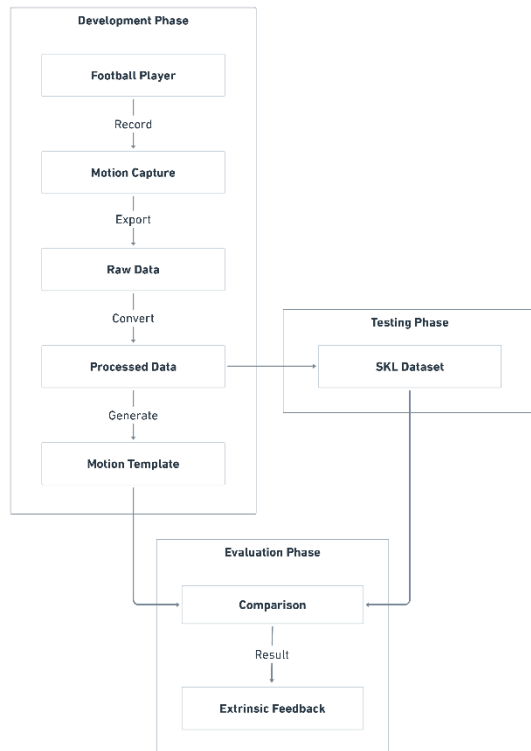 Development Phase
Football Player
Record
Motion Capture
Export
Raw Data
Convert
Testing Phase
Processed Data
SKL Dataset
Generate
Motion Template
Evaluation Phase
Comparison
Result
Extrinsic Feedback